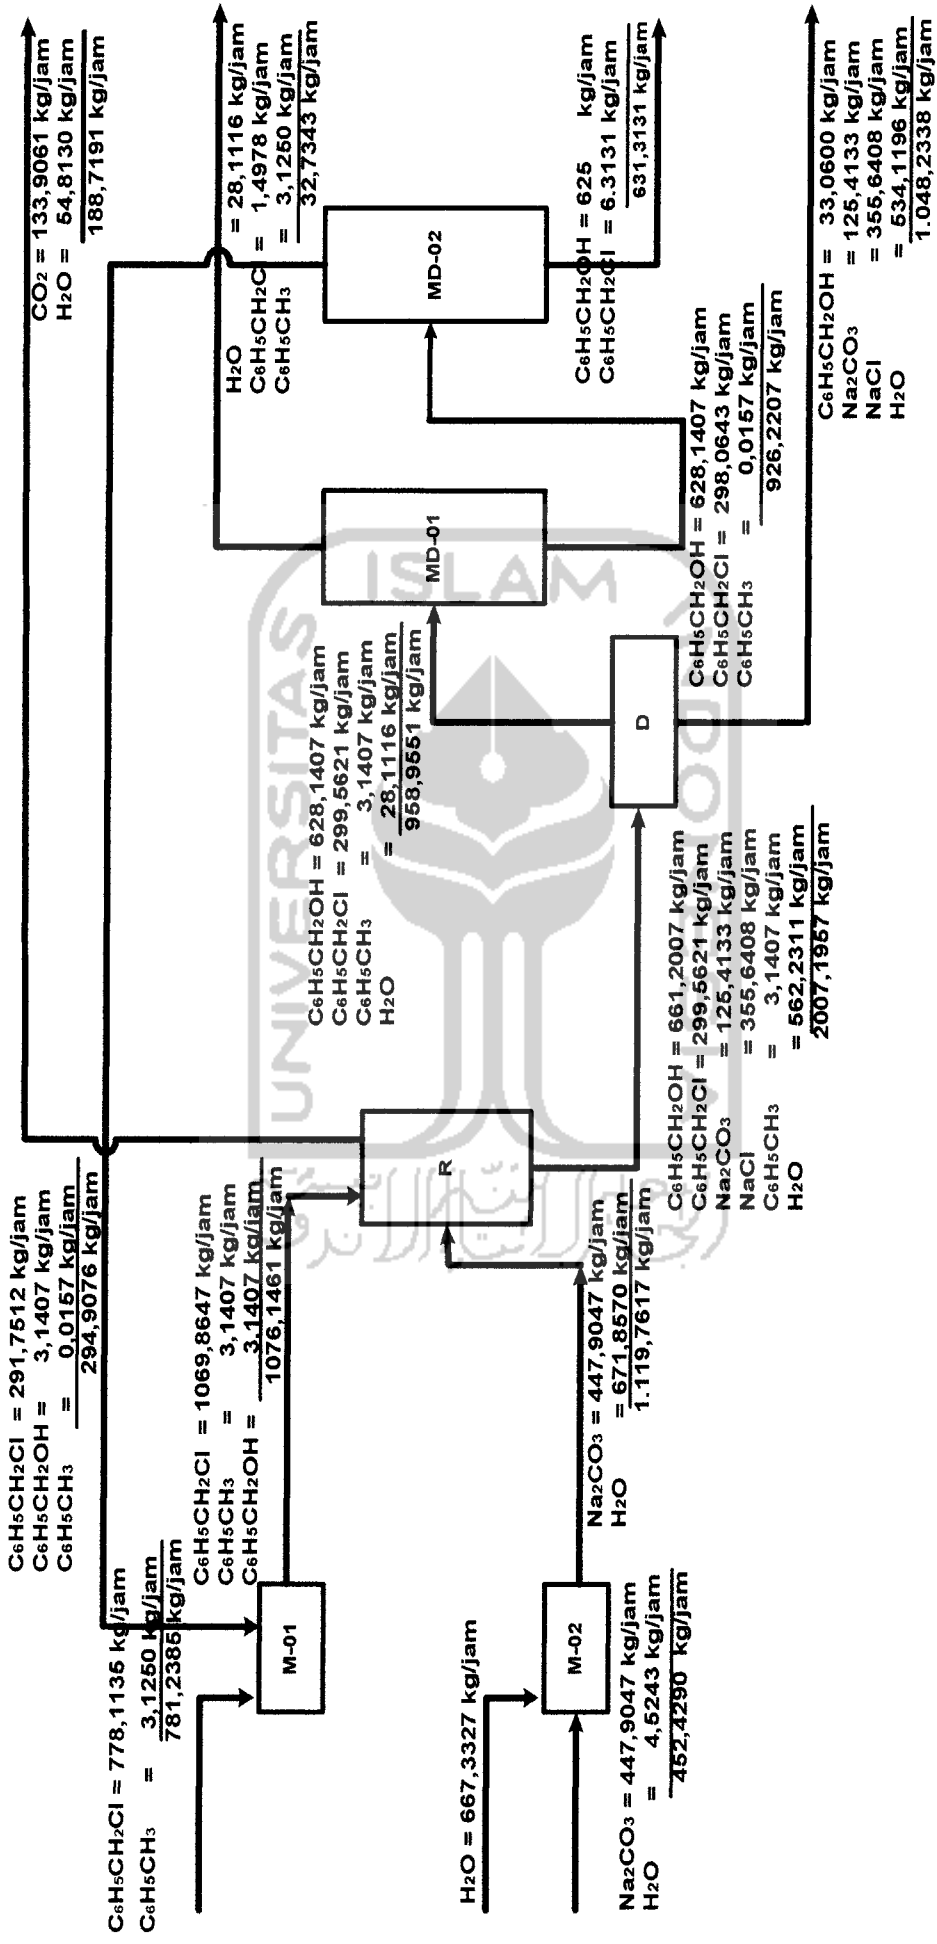 C6H5CH2Cl = 778,1135 kg/jam
C6H5CH3 = 3,1250 kg/jam
781,2385 kg/jam
C6H5CH2Cl = 291,7512 kg/jam
C6H5CH2OH = 3,1407 kg/jam
C6H5CH3 = 0,0157 kg/jam
294,9076 kg/jam
M-01
C6H5CH2Cl = 1069,8647 kg/jam
C6H5CH3 = 3,1407 kg/jam
C6H5CH2OH = 3.1407 kg/jam
1076,1461 kg/jam
H2O = 667,3327 kg/jam
M-02
Na2CO3 = 447,9047 kg/jam
H2O = 4,5243 kg/jam
452,4290 kg/jam
Na2CO3 = 447,9047 kg/jam
H2O = 671,8570 kg/jam
1.119,7617 kg/jam
R
CO2 = 133,9061 kg/jam
H2O = 54,8130 kg/jam
188,7191 kg/jam
C6H5CH2OH = 661,2007 kg/jam
C6H5CH2Cl = 299,5621 kg/jam
Na2CO3 = 125,4133 kg/jam
NaCl = 355,6408 kg/jam
C6H5CH3 = 3,1407 kg/jam
H2O = 562,2311 kg/jam
2007,1957 kg/jam
D
C6H5CH2OH = 628,1407 kg/jam
C6H5CH2Cl = 299,5621 kg/jam
C6H5CH3 = 3,1407 kg/jam
H2O = 28,1116 kg/jam
958,9551 kg/jam
MD-01
H2O = 28,1116 kg/jam
C6H5CH2Cl = 1,4978 kg/jam
C6H5CH3 = 3,1250 kg/jam
32,7343 kg/jam
C6H5CH2OH = 628,1407 kg/jam
C6H5CH2Cl = 298,0643 kg/jam
C6H5CH3 = 0,0157 kg/jam
926,2207 kg/jam
MD-02
C6H5CH2OH = 625 kg/jam
C6H5CH2Cl = 6.3131 kg/jam
631,3131 kg/jam
C6H5CH2OH = 33,0600 kg/jam
Na2CO3 = 125,4133 kg/jam
NaCl = 355,6408 kg/jam
H2O = 534,1196 kg/jam
1.048,2338 kg/jam
UNIVERSITAS
ISLAM
INDONESIA